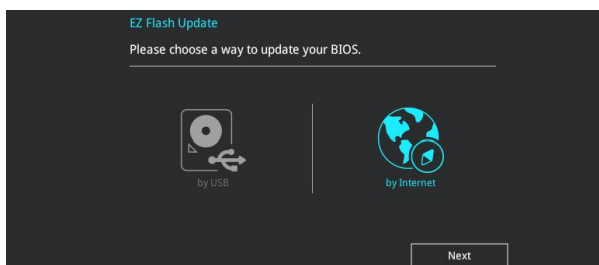 EZ Flash Update
Please choose a way to update your BIOS.
by USB
by Internet
Next